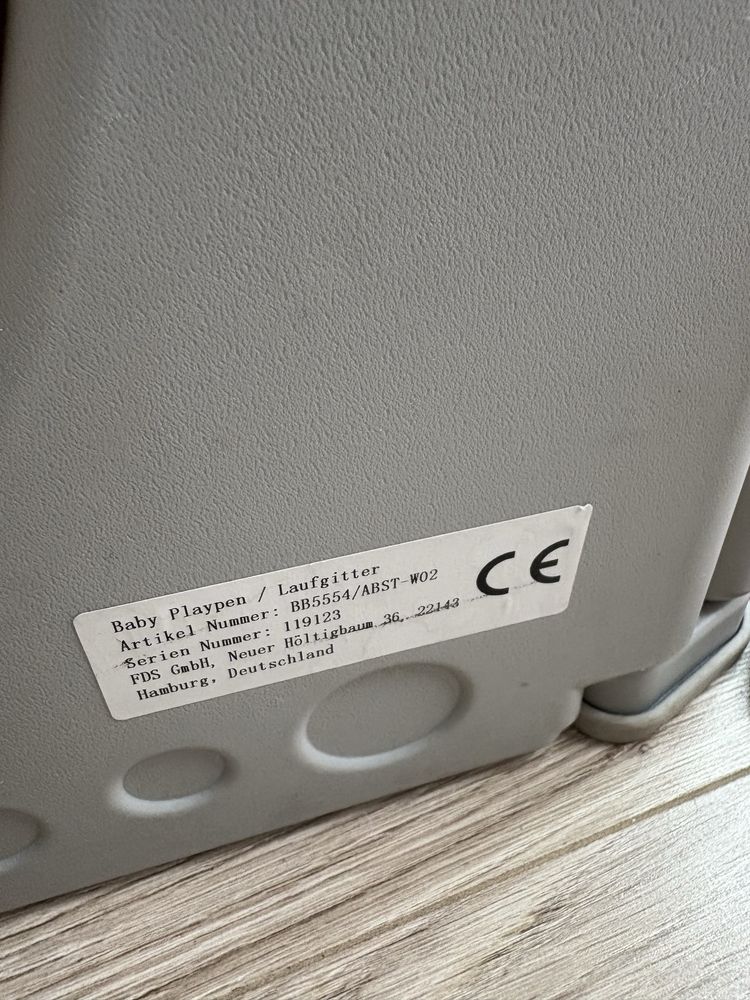 Baby Playpen / Laufgitter
Artikel Nummer: BB5554/ABST-W02
Serien Nummer: 119123
FDS GmbH, Neuer Höltigbaum 36, 22143
Hamburg, Deutschland
CE